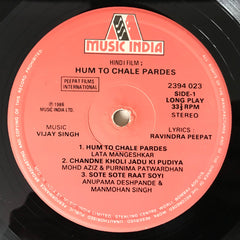 MUSIC INDIA
HINDI FILM :
HUM TO CHALE PARDES
PEEPAT FILMS
INTERNATIONAL
2394 023
SIDE-1
LONG PLAY
33⅓ RPM
STEREO
℗ 1988
MUSIC INDIA LTD.
MUSIC
VIJAY SINGH
LYRICS :
RAVINDRA PEEPAT
1. HUM TO CHALE PARDES
LATA MANGESHKAR
2. CHANDNE KHOLI JADU KI PUDIYA
MOHD AZIZ & PURNIMA PATWARDHAN
3. SOTE SOTE RAAT SOYI
ANUPAMA DESHPANDE &
MANMOHAN SINGH